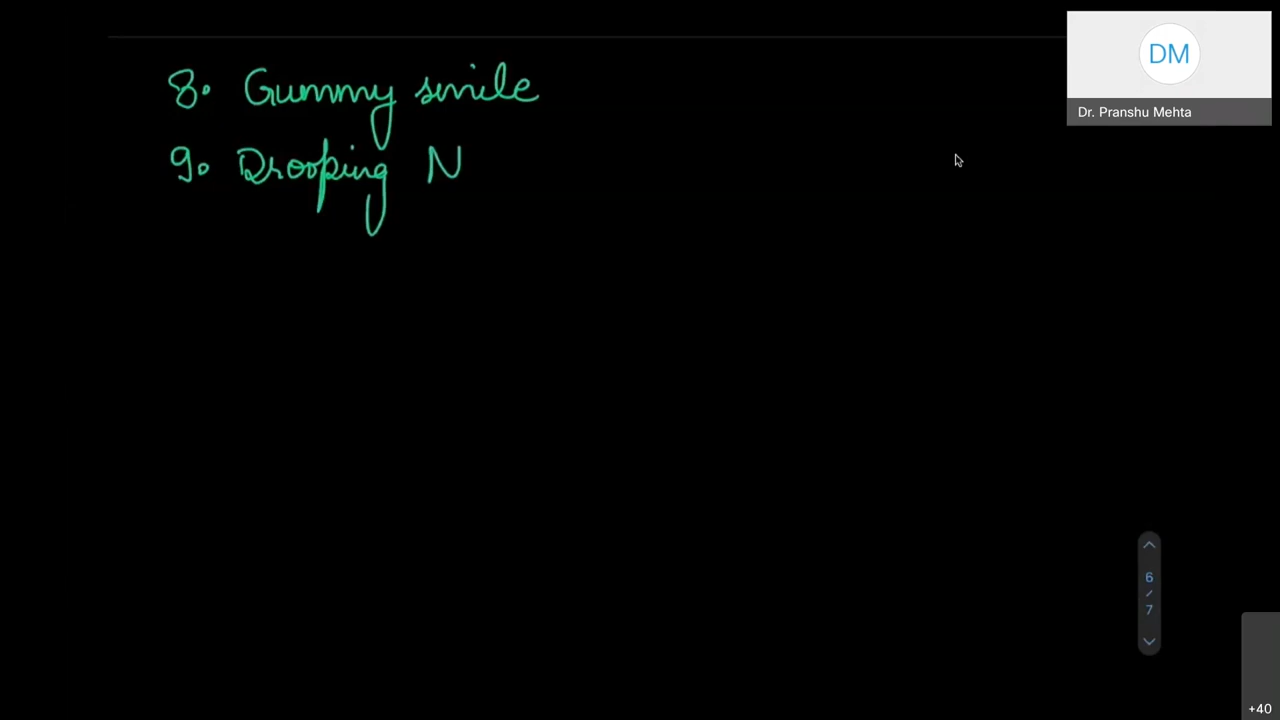 DM
Dr. Pranshu Mehta
8. Gummy smile
9. Drooping N
6
/
7
+40